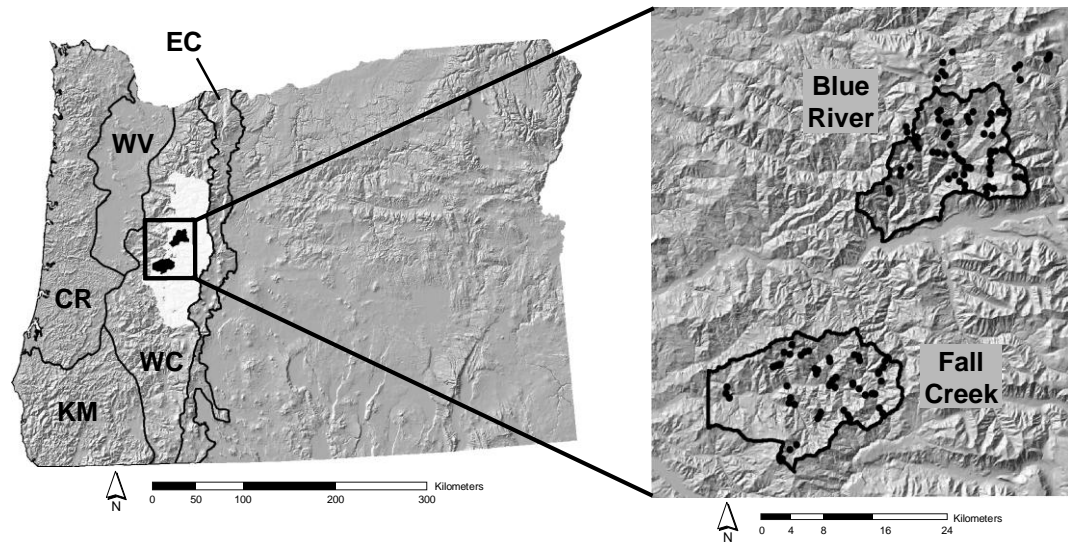 EC
WV
CR
WC
KM
N
0 50 100 200 300
Kilometers
Blue
River
Fall
Creek
N
0 4 8 16 24
Kilometers